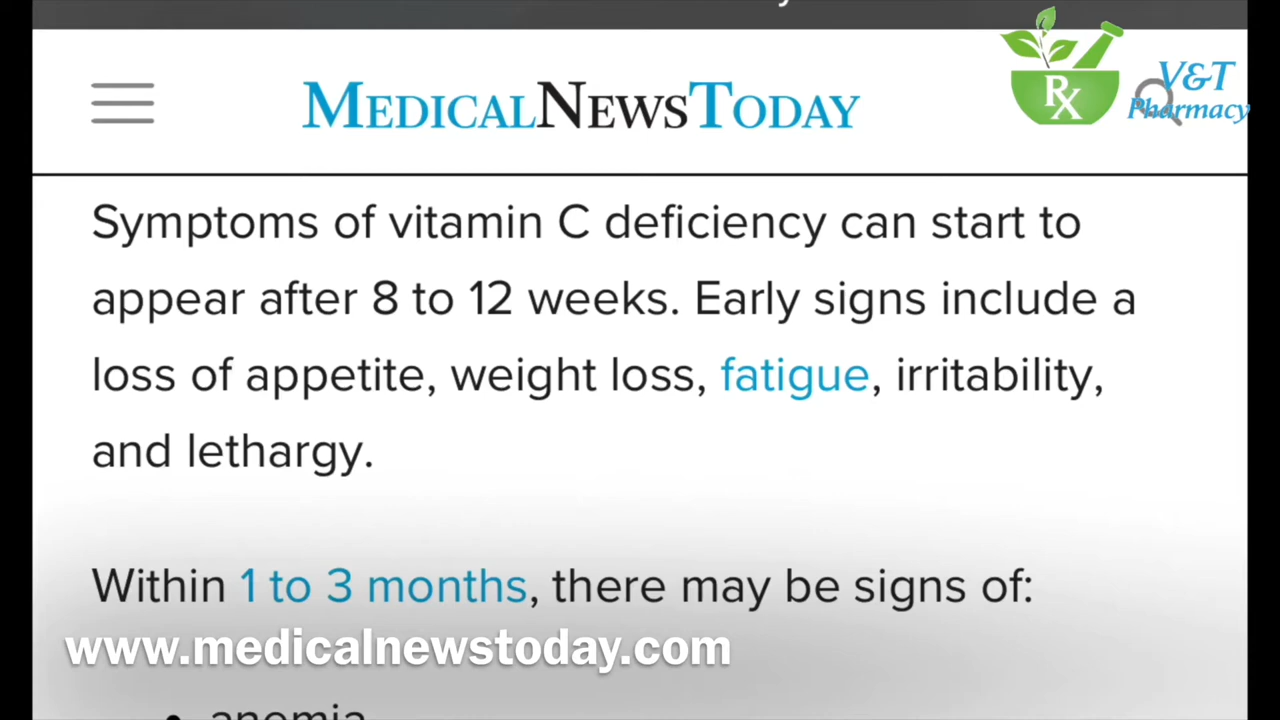 MEDICALNEWSTODAY
Rx
V&T
Pharmacy
Symptoms of vitamin C deficiency can start to
appear after 8 to 12 weeks. Early signs include a
loss of appetite, weight loss, fatigue, irritability,
and lethargy.
Within 1 to 3 months, there may be signs of:
www.medicalnewstoday.com
• anemia